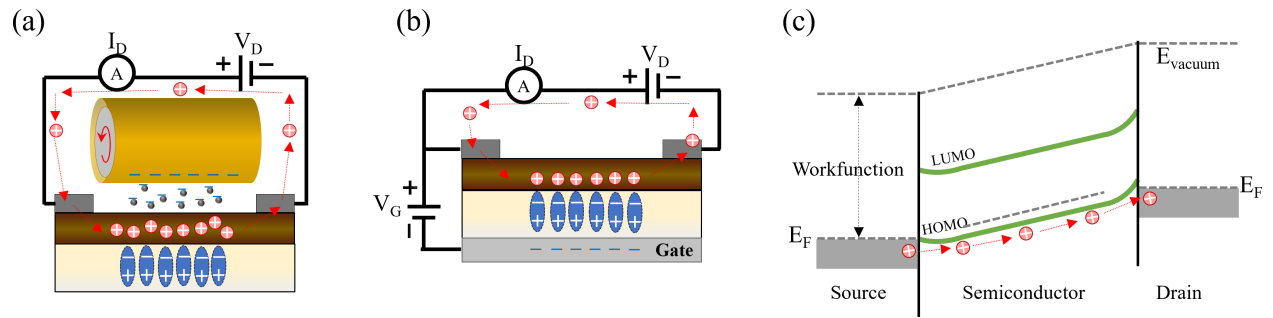 (a)
I_D
V_D
+
−
A
(b)
I_D
V_D
+
−
A
V_G
+
−
Gate
(c)
E_vacuum
LUMO
Workfunction
HOMO
E_F
E_F
Source
Semiconductor
Drain